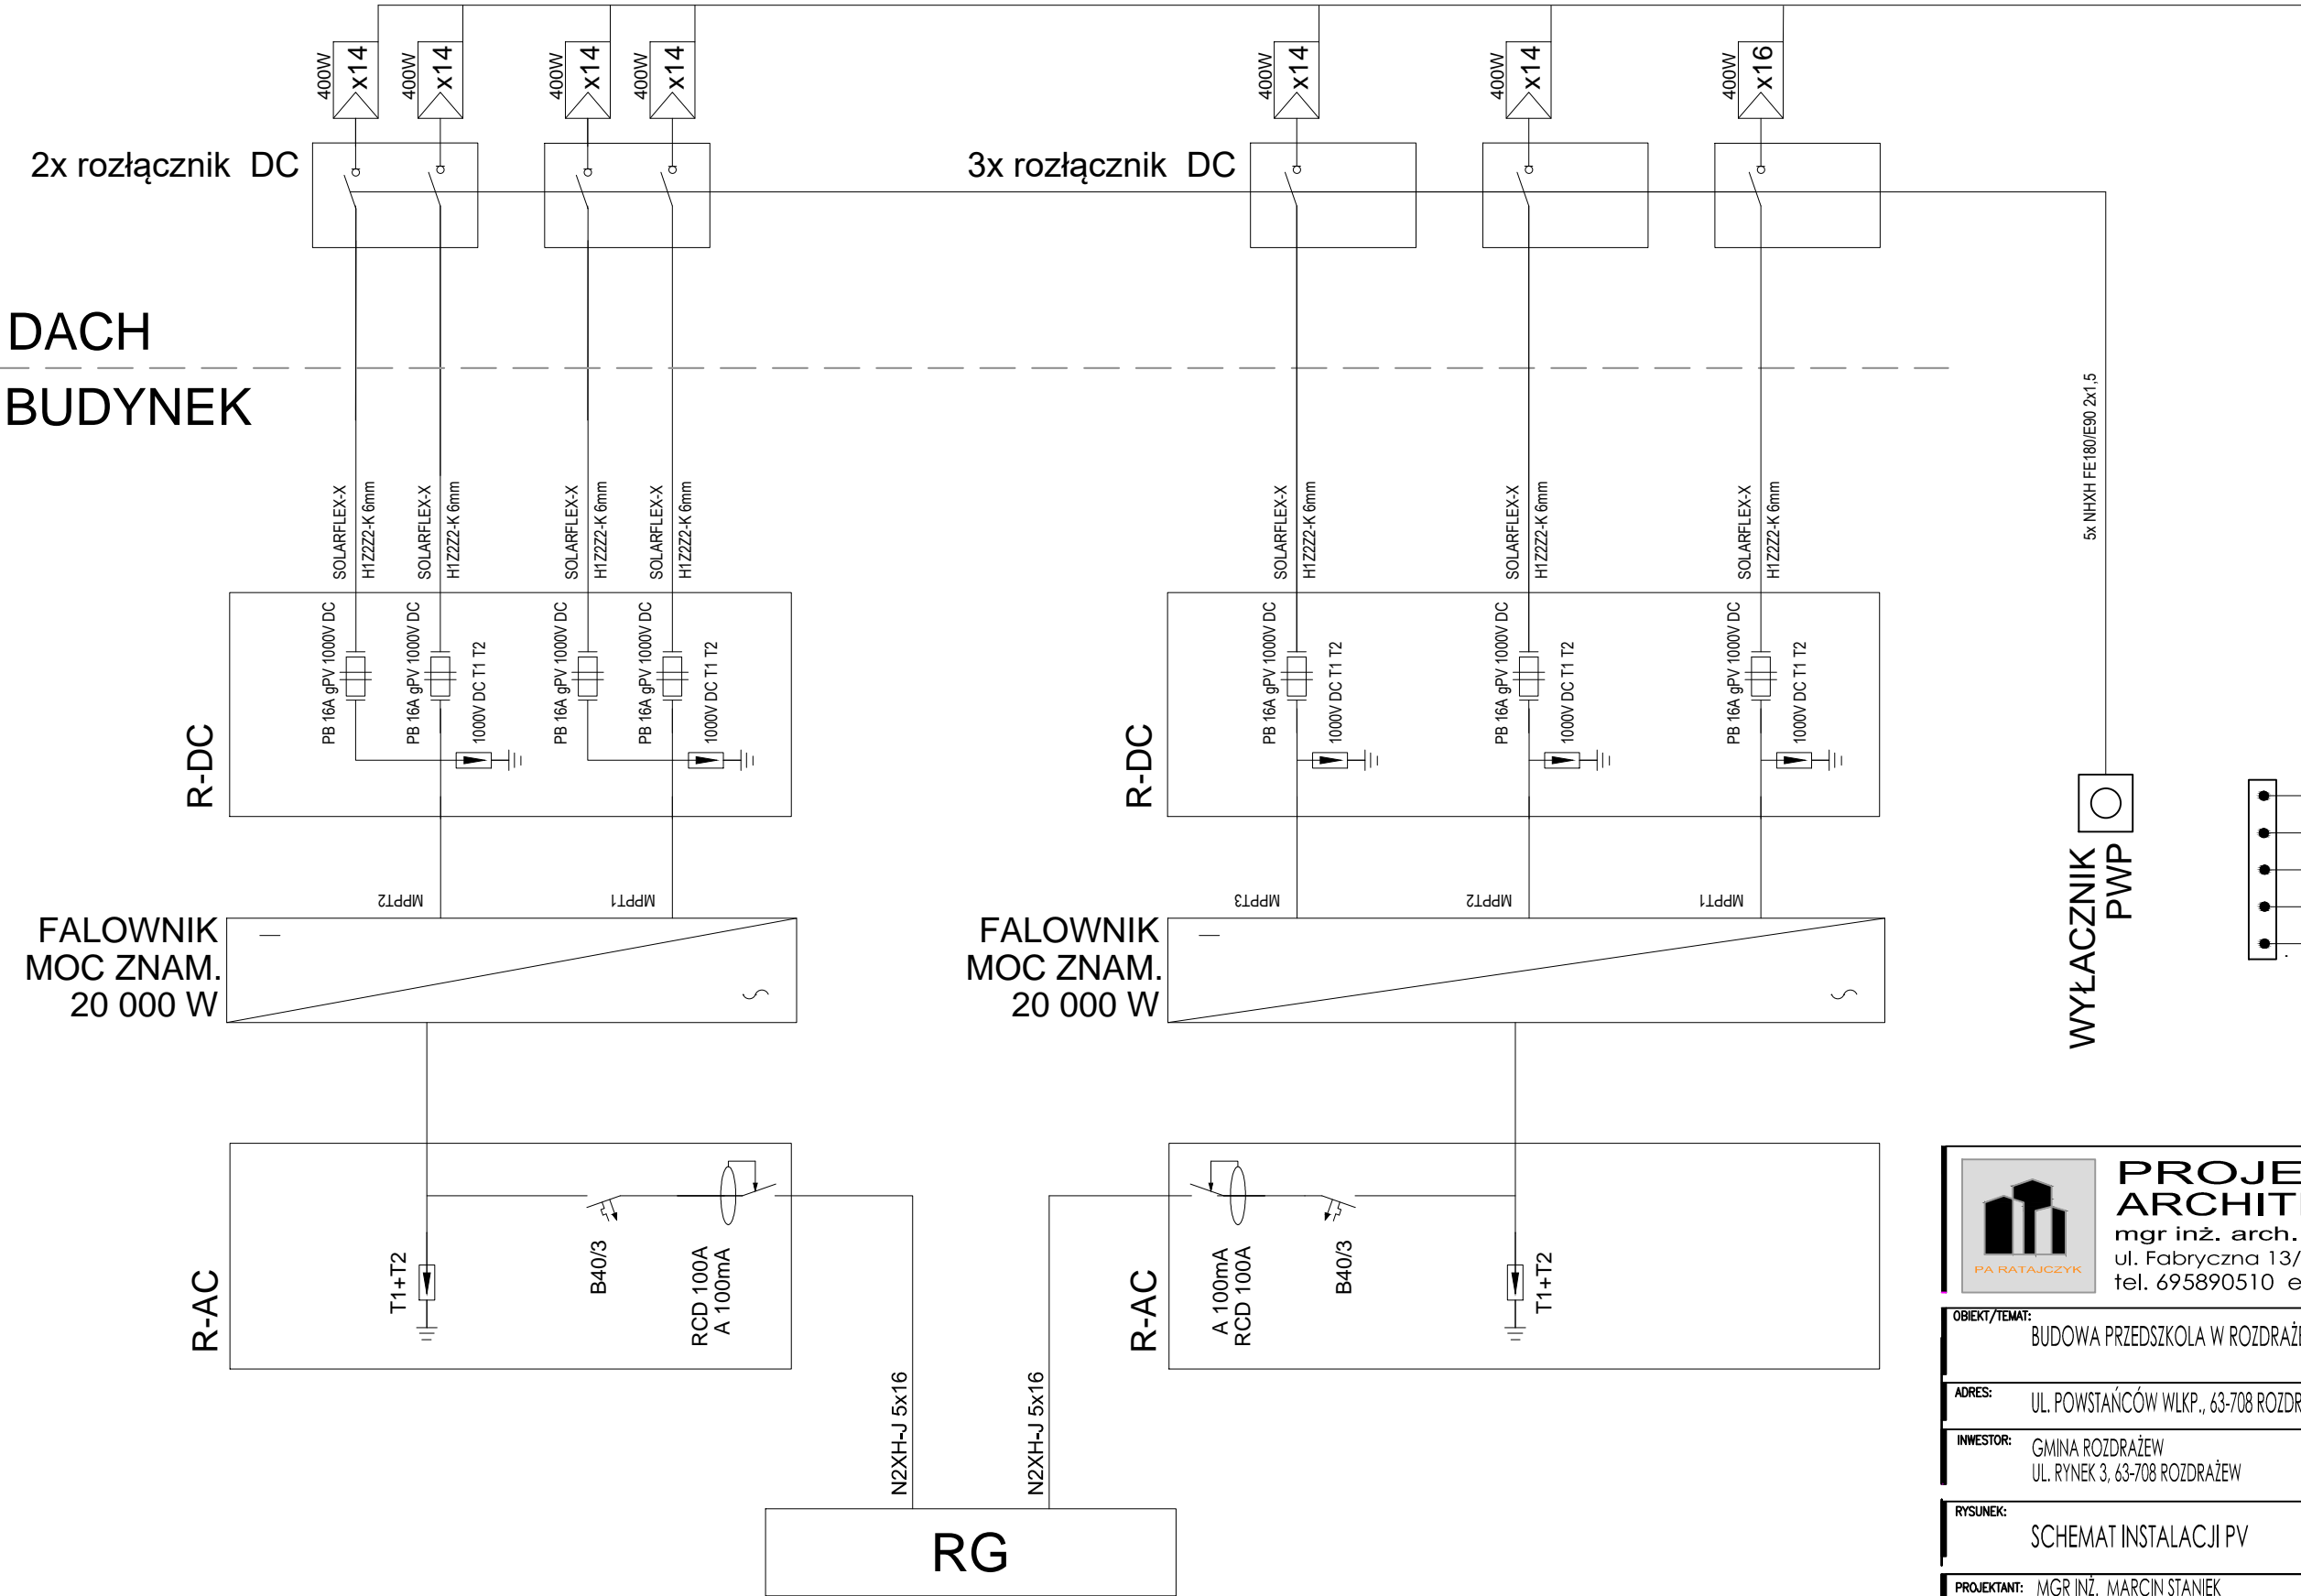 400W
x14
400W
x14
400W
x14
400W
x14
400W
x14
400W
x14
400W
x16
2x rozłącznik DC
3x rozłącznik DC
DACH
BUDYNEK
SOLARFLEX-X
H1Z2Z2-K 6mm
SOLARFLEX-X
H1Z2Z2-K 6mm
SOLARFLEX-X
H1Z2Z2-K 6mm
SOLARFLEX-X
H1Z2Z2-K 6mm
SOLARFLEX-X
H1Z2Z2-K 6mm
SOLARFLEX-X
H1Z2Z2-K 6mm
SOLARFLEX-X
H1Z2Z2-K 6mm
5x NHXH FE180/E90 2x1,5
R-DC
PB 16A gPV 1000V DC
PB 16A gPV 1000V DC
1000V DC T1 T2
PB 16A gPV 1000V DC
PB 16A gPV 1000V DC
1000V DC T1 T2
R-DC
PB 16A gPV 1000V DC
1000V DC T1 T2
PB 16A gPV 1000V DC
1000V DC T1 T2
PB 16A gPV 1000V DC
1000V DC T1 T2
WYŁACZNIK
PWP
MPPT2
MPPT1
MPPT3
MPPT2
MPPT1
FALOWNIK
MOC ZNAM.
20 000 W
FALOWNIK
MOC ZNAM.
20 000 W
R-AC
T1+T2
B40/3
RCD 100A
A 100mA
R-AC
A 100mA
RCD 100A
B40/3
T1+T2
N2XH-J 5x16
N2XH-J 5x16
RG
PA RATAJCZYK
PROJE
ARCHIT
mgr inż. arch.
ul. Fabryczna 13/
tel. 695890510 e
OBIEKT/TEMAT:
BUDOWA PRZEDSZKOLA W ROZDRAŻE
ADRES:
UL. POWSTAŃCÓW WLKP., 63-708 ROZDR
INWESTOR:
GMINA ROZDRAŻEW
UL. RYNEK 3, 63-708 ROZDRAŻEW
RYSUNEK:
SCHEMAT INSTALACJI PV
PROJEKTANT: MGR INŻ. MARCIN STANIEK